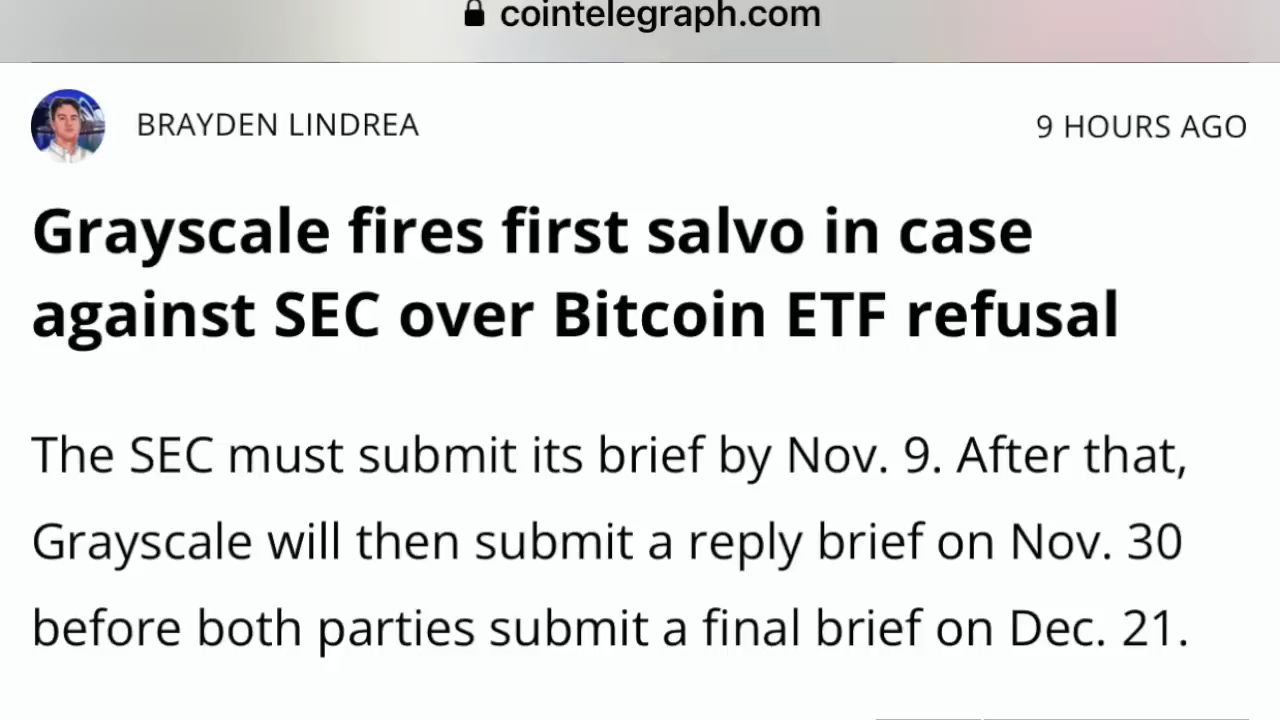 cointelegraph.com
BRAYDEN LINDREA
9 HOURS AGO
Grayscale fires first salvo in case
against SEC over Bitcoin ETF refusal
The SEC must submit its brief by Nov. 9. After that,
Grayscale will then submit a reply brief on Nov. 30
before both parties submit a final brief on Dec. 21.